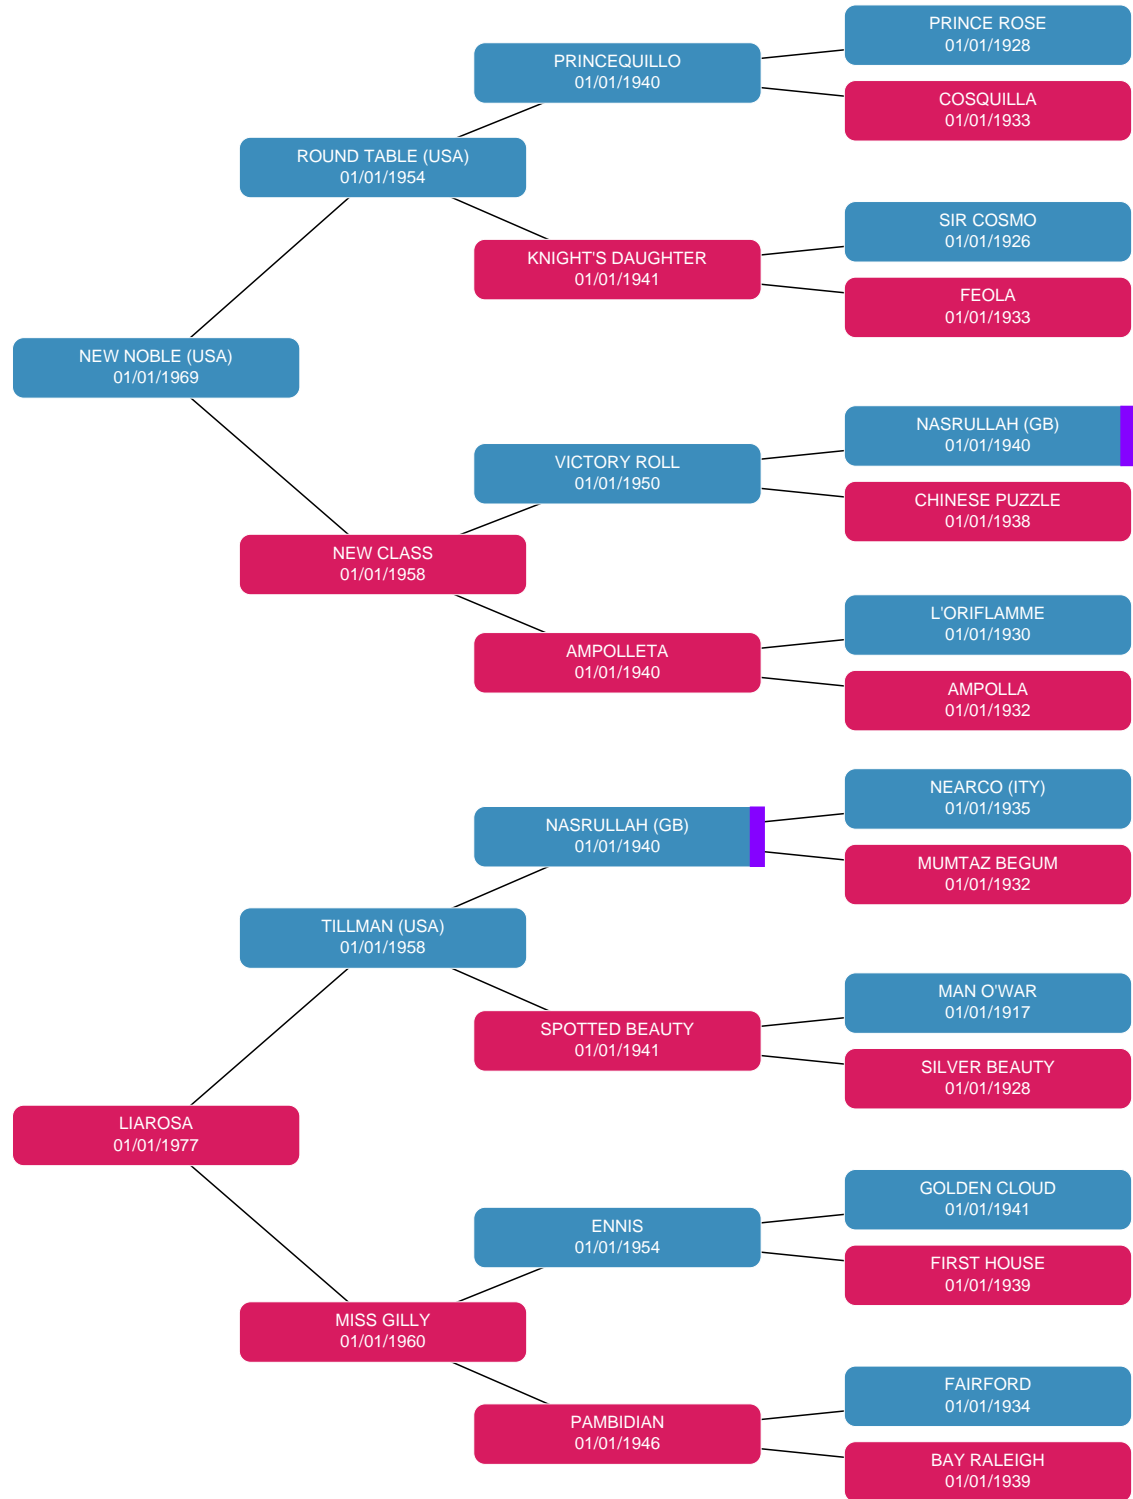 PRINCE ROSE
01/01/1928
PRINCEQUILLO
01/01/1940
COSQUILLA
01/01/1933
ROUND TABLE (USA)
01/01/1954
SIR COSMO
01/01/1926
KNIGHT'S DAUGHTER
01/01/1941
FEOLA
01/01/1933
NEW NOBLE (USA)
01/01/1969
NASRULLAH (GB)
01/01/1940
VICTORY ROLL
01/01/1950
CHINESE PUZZLE
01/01/1938
NEW CLASS
01/01/1958
L'ORIFLAMME
01/01/1930
AMPOLLETA
01/01/1940
AMPOLLA
01/01/1932
NEARCO (ITY)
01/01/1935
NASRULLAH (GB)
01/01/1940
MUMTAZ BEGUM
01/01/1932
TILLMAN (USA)
01/01/1958
MAN O'WAR
01/01/1917
SPOTTED BEAUTY
01/01/1941
SILVER BEAUTY
01/01/1928
LIAROSA
01/01/1977
GOLDEN CLOUD
01/01/1941
ENNIS
01/01/1954
FIRST HOUSE
01/01/1939
MISS GILLY
01/01/1960
FAIRFORD
01/01/1934
PAMBIDIAN
01/01/1946
BAY RALEIGH
01/01/1939